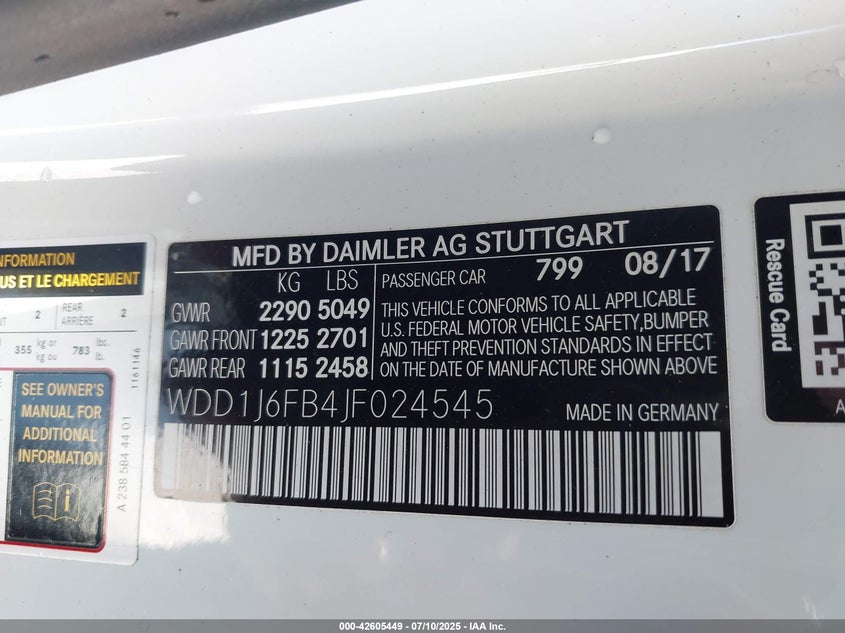 INFORMATION
US ET LE CHARGEMENT
2
REAR
ARRIÈRE
2
355
kg or
kg ou
783
lbs.
lb.
SEE OWNER'S
MANUAL FOR
ADDITIONAL
INFORMATION
1161146
A 238 584 44 01
MFD BY DAIMLER AG STUTTGART
KG LBS
GVWR 2290 5049
GAWR FRONT 1225 2701
GAWR REAR 1115 2458
PASSENGER CAR 799 08/17
THIS VEHICLE CONFORMS TO ALL APPLICABLE
U.S. FEDERAL MOTOR VEHICLE SAFETY,BUMPER
AND THEFT PREVENTION STANDARDS IN EFFECT
ON THE DATE OF MANUFACTURE SHOWN ABOVE
WDD1J6FB4JF024545
MADE IN GERMANY
Rescue Card
000-42605449 - 07/10/2025 - IAA Inc.